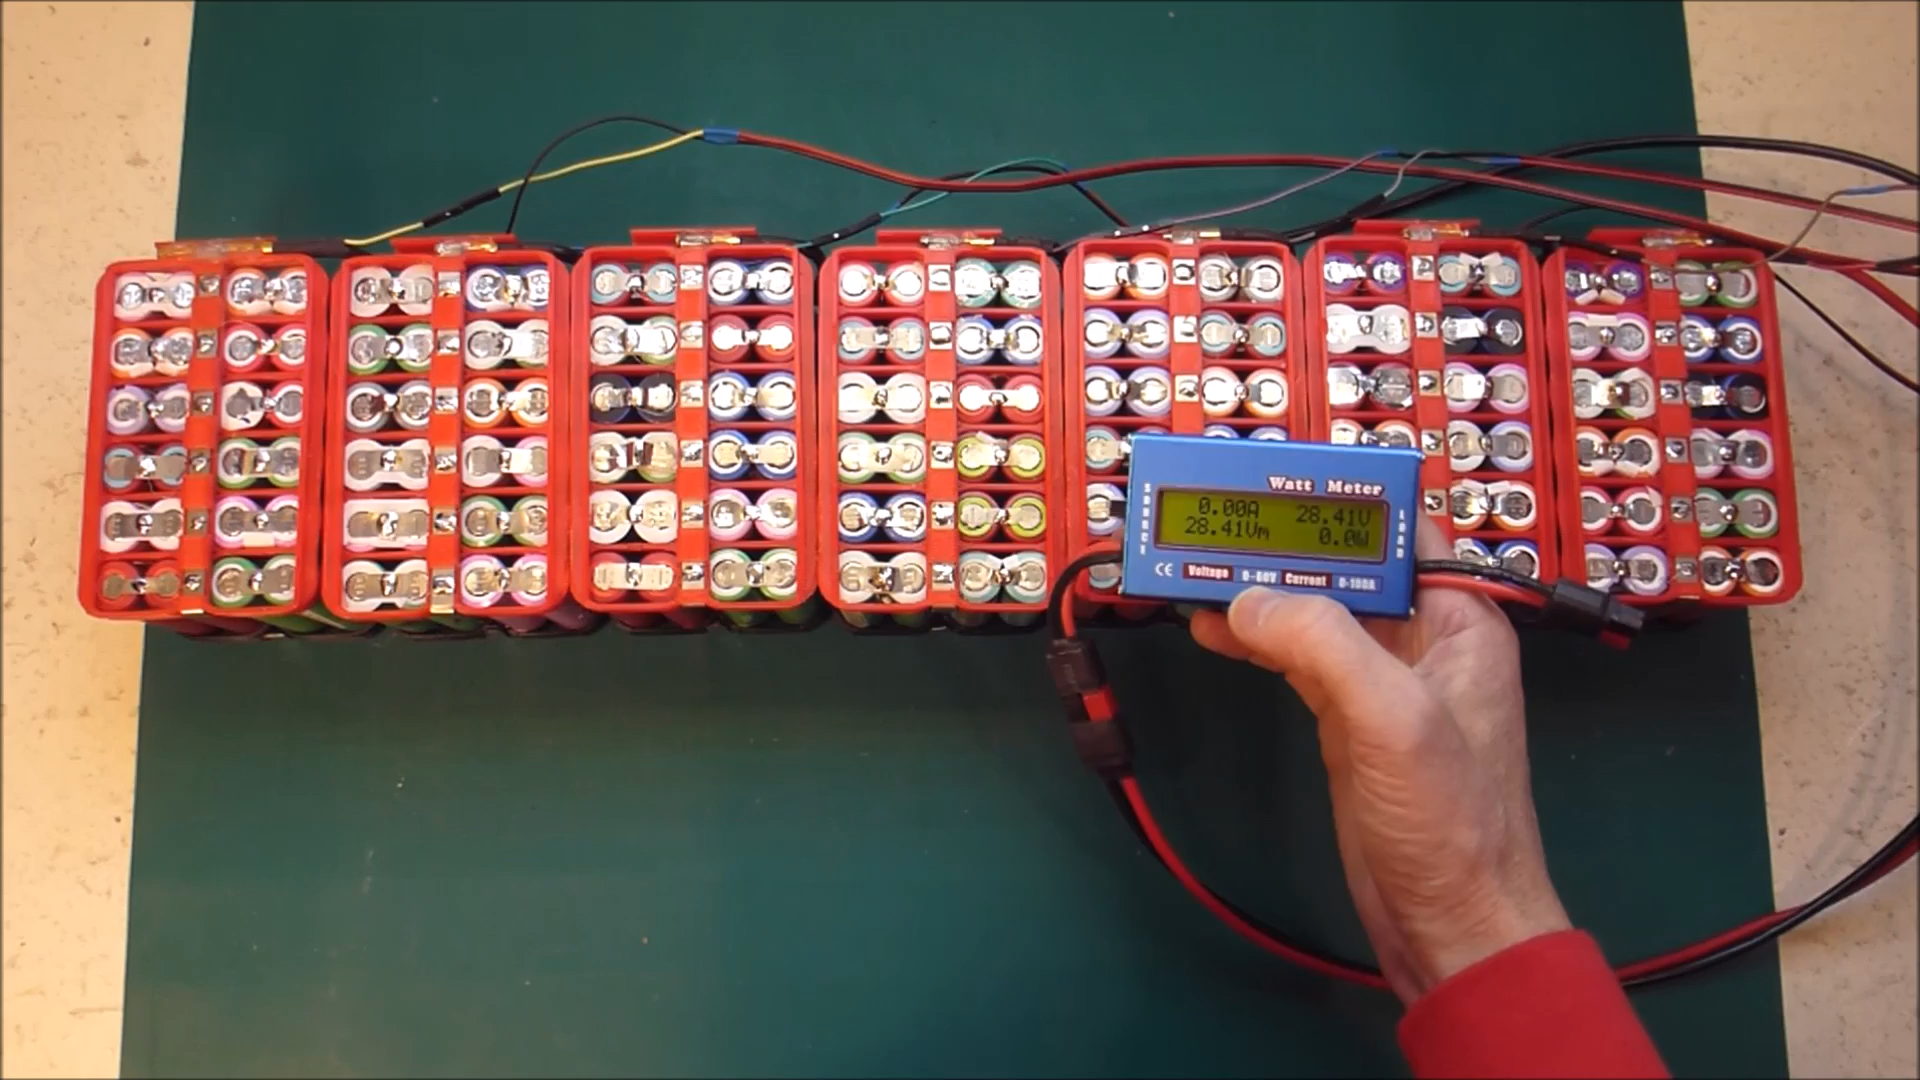 Watt Meter
SOURCE
0.00A 28.41V
28.41Vm 0.0W
LOAD
CE Voltage 0-60V Current 0-100A